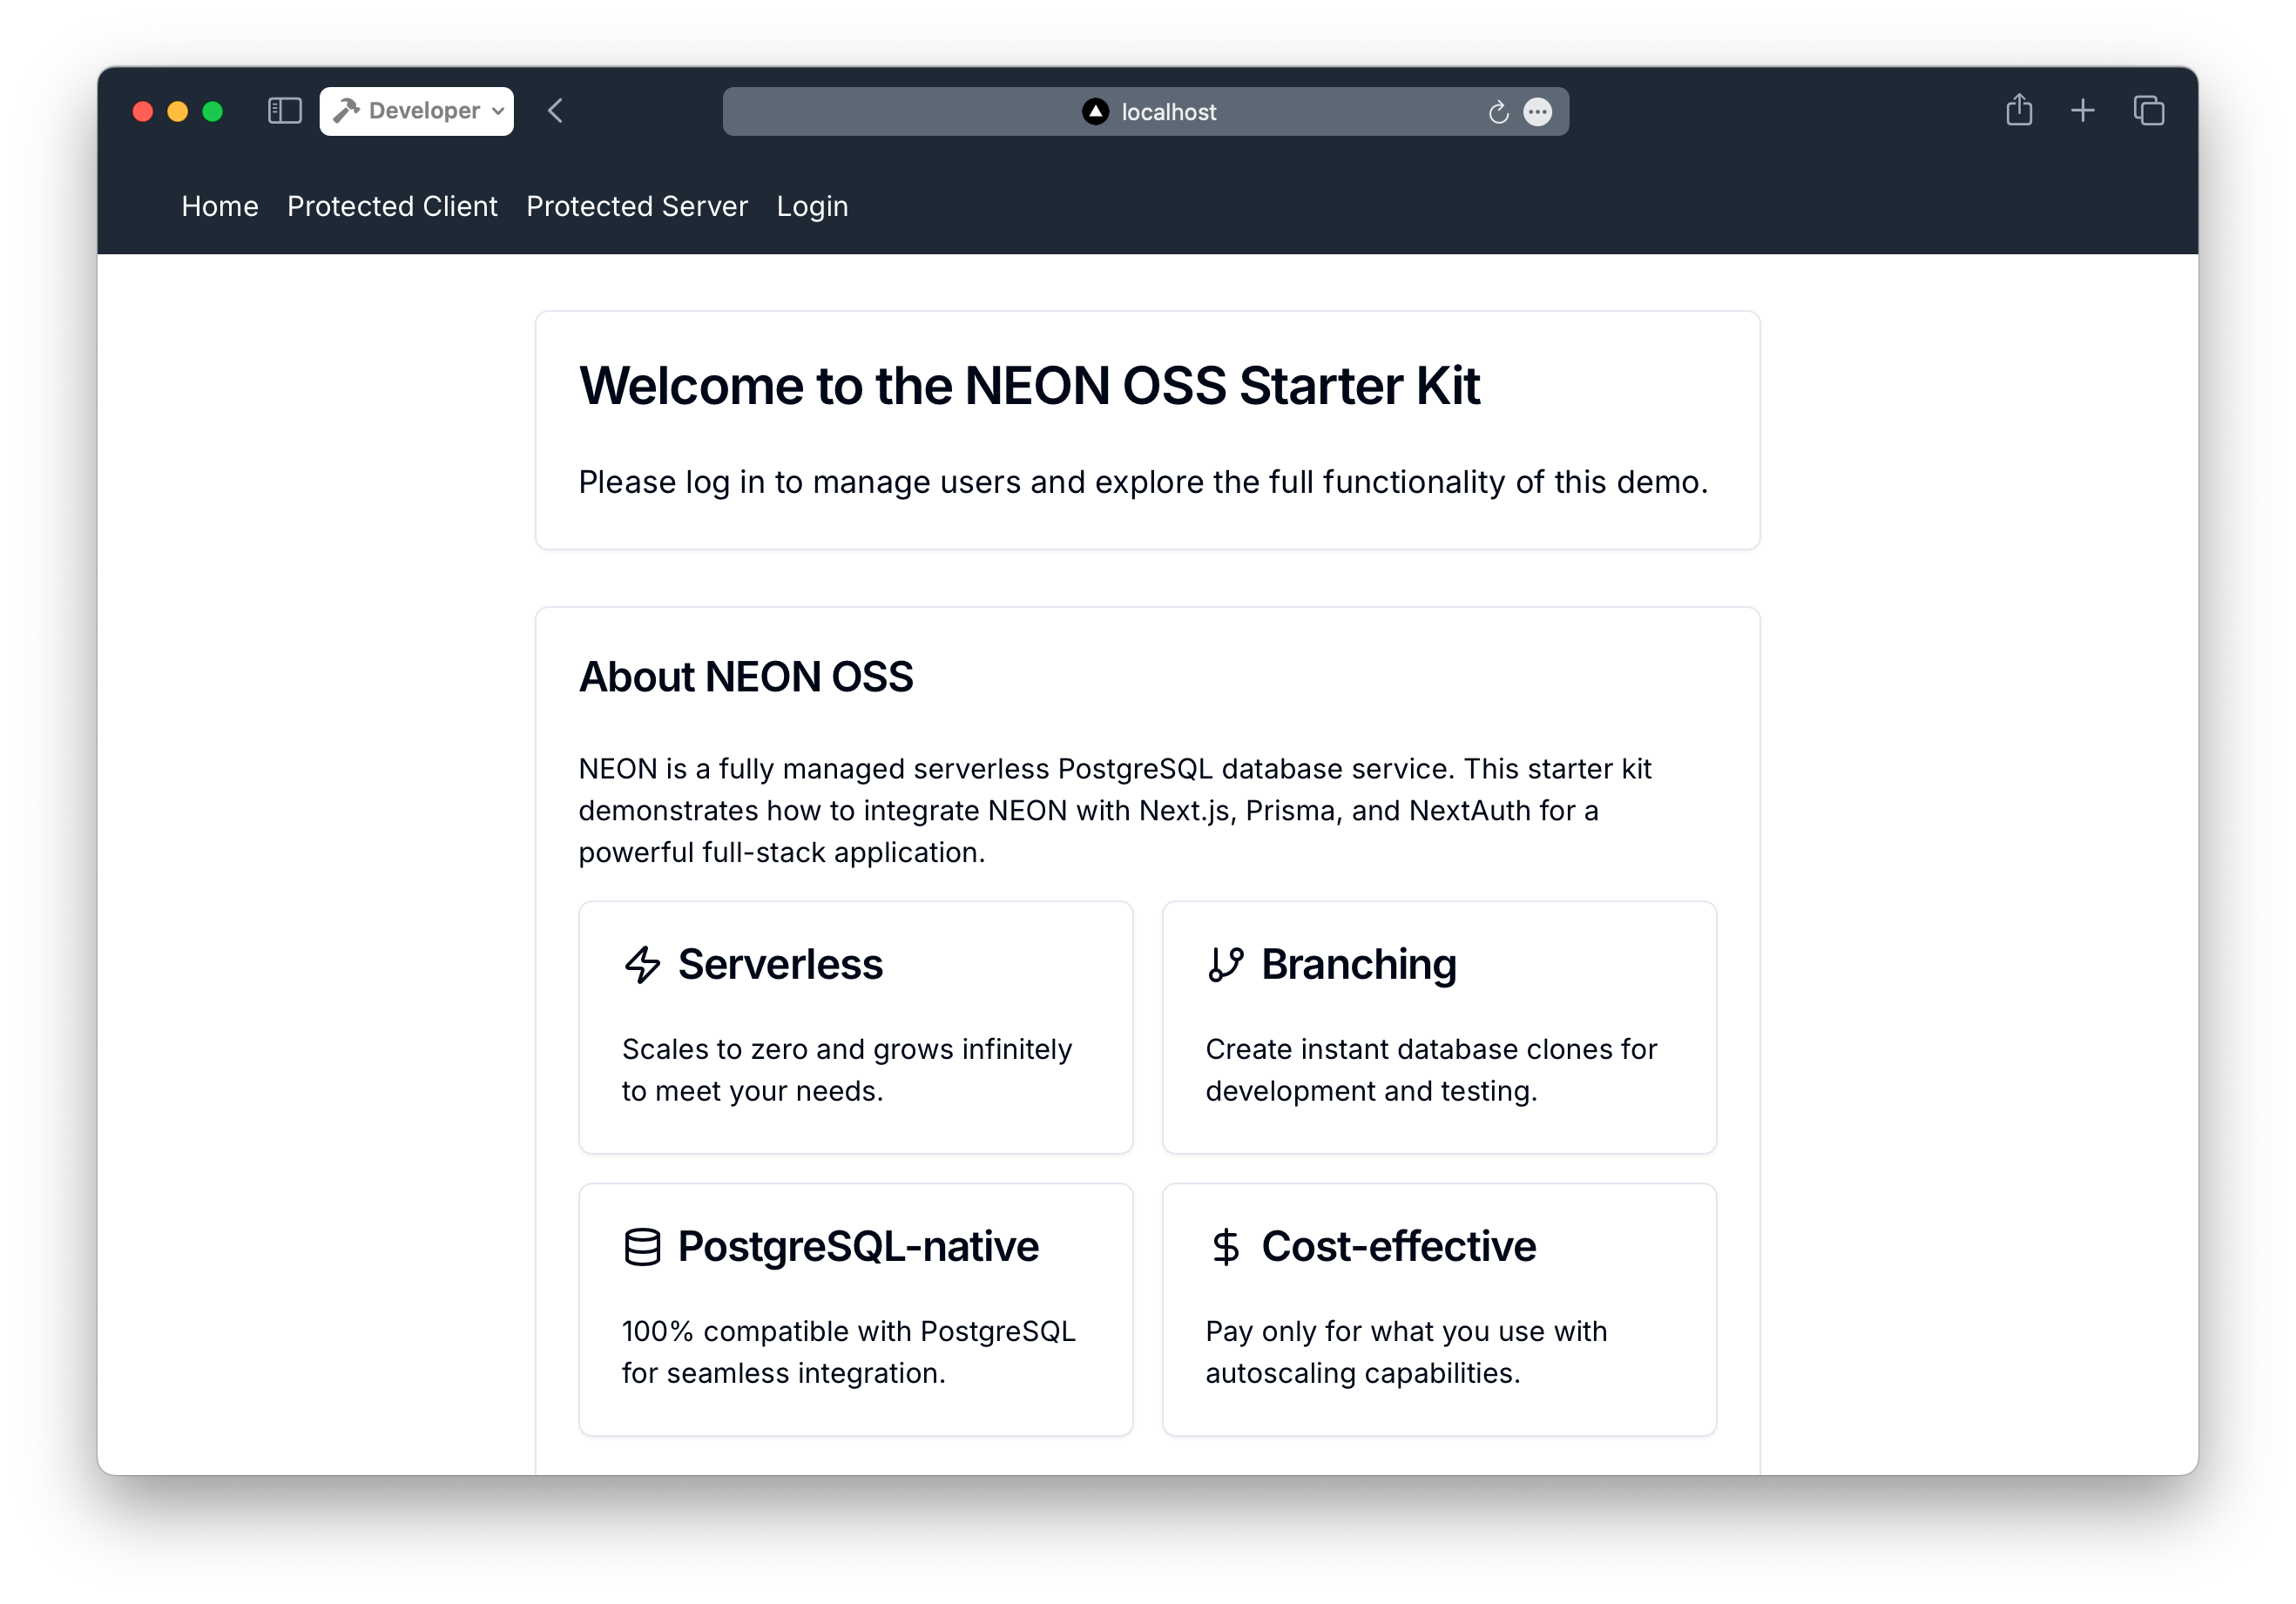 Developer
localhost
Home Protected Client Protected Server Login
Welcome to the NEON OSS Starter Kit
Please log in to manage users and explore the full functionality of this demo.
About NEON OSS
NEON is a fully managed serverless PostgreSQL database service. This starter kit
demonstrates how to integrate NEON with Next.js, Prisma, and NextAuth for a
powerful full-stack application.
Serverless
Scales to zero and grows infinitely
to meet your needs.
Branching
Create instant database clones for
development and testing.
PostgreSQL-native
100% compatible with PostgreSQL
for seamless integration.
Cost-effective
Pay only for what you use with
autoscaling capabilities.